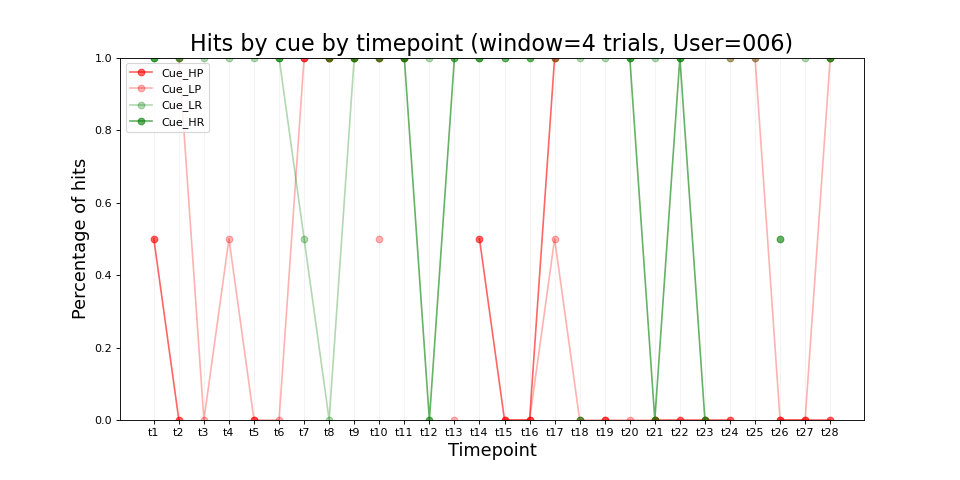 Hits by cue by timepoint (window=4 trials, User=006)
Percentage of hits
1.0
0.8
0.6
0.4
0.2
0.0
Cue_HP
Cue_LP
Cue_LR
Cue_HR
t1 t2 t3 t4 t5 t6 t7 t8 t9 t10 t11 t12 t13 t14 t15 t16 t17 t18 t19 t20 t21 t22 t23 t24 t25 t26 t27 t28
Timepoint